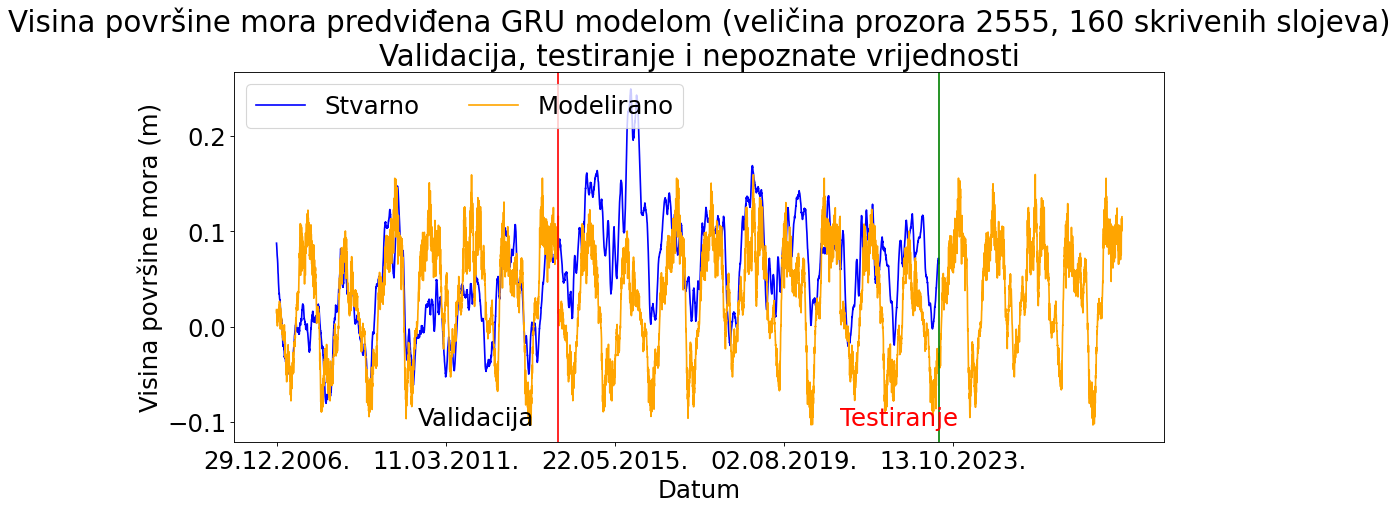 Visina površine mora predviđena GRU modelom (veličina prozora 2555, 160 skrivenih slojeva)
Validacija, testiranje i nepoznate vrijednosti
Stvarno
Modelirano
Visina površine mora (m)
0.2
0.1
0.0
−0.1
Validacija
Testiranje
29.12.2006.
11.03.2011.
22.05.2015.
02.08.2019.
13.10.2023.
Datum